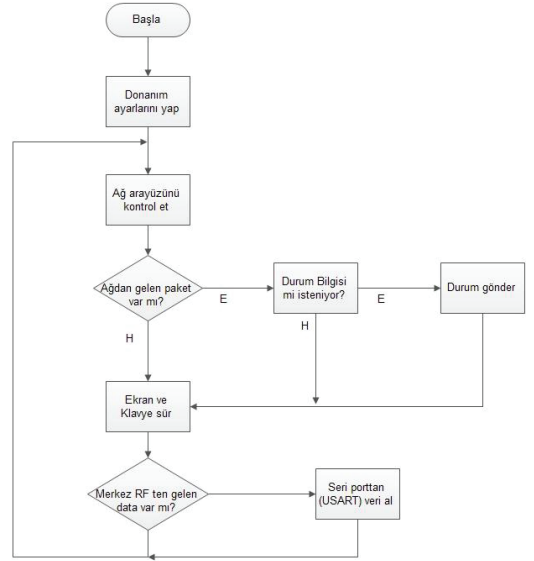 Başla
Donanım
ayarlarını yap
Ağ arayüzünü
kontrol et
Ağdan gelen paket
var mı?
E
Durum Bilgisi
mi isteniyor?
E
Durum gönder
H
H
Ekran ve
Klavye sür
Merkez RF ten gelen
data var mı?
Seri porttan
(USART) veri al